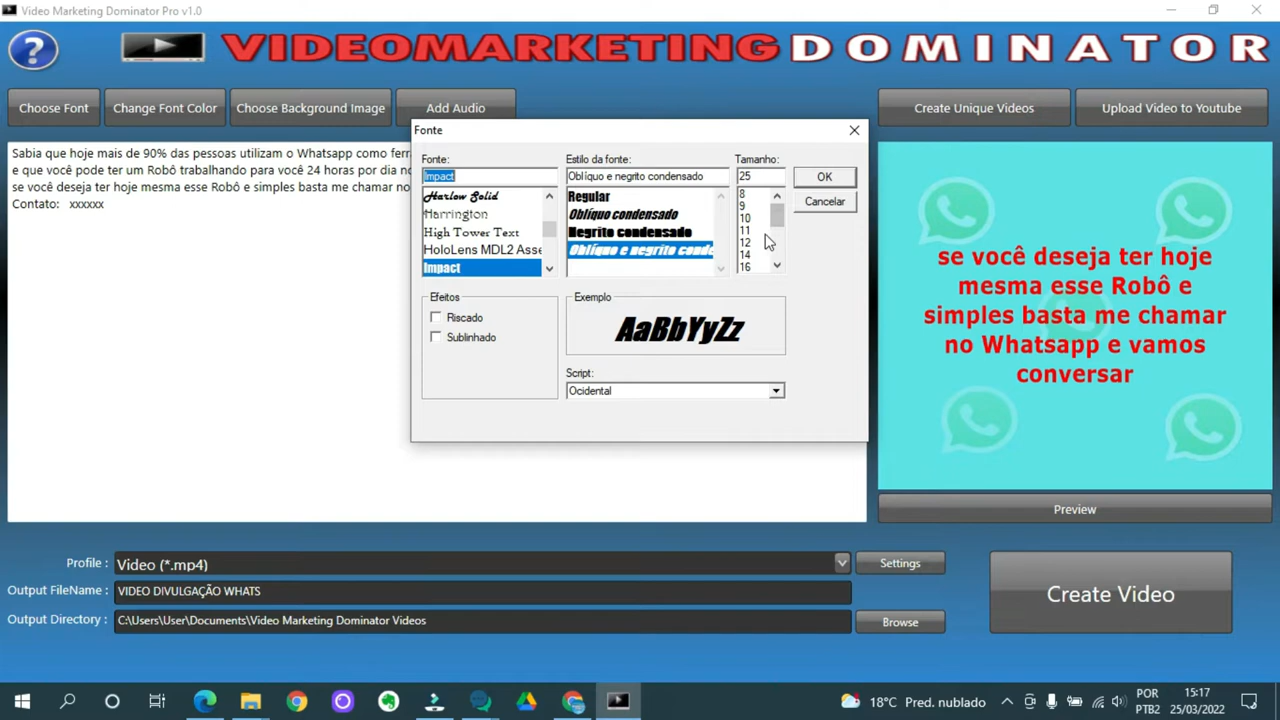 Video Marketing Dominator Pro v1.0
?
VIDEOMARKETINGDOMINATOR
Choose Font
Change Font Color
Choose Background Image
Add Audio
Create Unique Videos
Upload Video to Youtube
Sabia que hoje mais de 90% das pessoas utilizam o Whatsapp como ferra
e que você pode ter um Robô trabalhando para você 24 horas por dia no
se você deseja ter hoje mesma esse Robô e simples basta me chamar no
Contato: xxxxxx
Fonte
Fonte:
Impact
Harlow Solid
Harrington
High Tower Text
HoloLens MDL2 Asse
Impact
Estilo da fonte:
Oblíquo e negrito condensado
Regular
Oblíquo condensado
Negrito condensado
Oblíquo e negrito conde
Tamanho:
25
8
9
10
11
12
14
16
OK
Cancelar
Efeitos
Riscado
Sublinhado
Exemplo
AaBbYyZz
Script:
Ocidental
se você deseja ter hoje
mesma esse Robô e
simples basta me chamar
no Whatsapp e vamos
conversar
Preview
Profile :
Video (*.mp4)
Settings
Output FileName :
VIDEO DIVULGAÇÃO WHATS
Output Directory :
C:\Users\User\Documents\Video Marketing Dominator Videos
Browse
Create Video
18°C Pred. nublado
POR
PTB2
15:17
25/03/2022